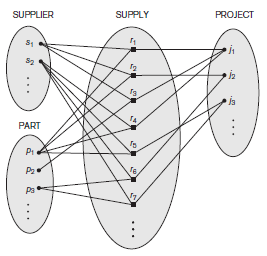 SUPPLIER SUPPLY PROJECT
s1
s2
PART
p1
p2
p3
r1
r2
r3
r4
r5
r6
r7
j1
j2
j3